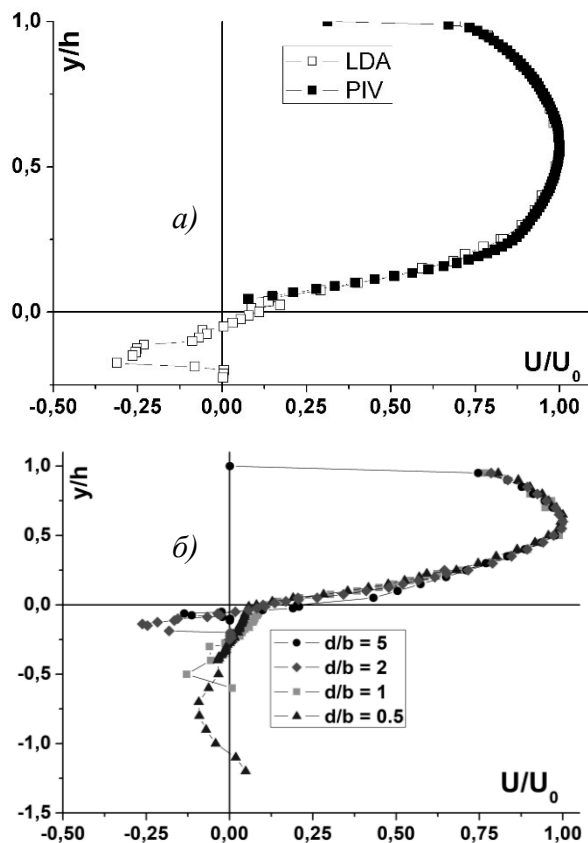 y/h
1,0
0,5
0,0
LDA
PIV
а)
U/U₀
-0,50
-0,25
0,00
0,25
0,50
0,75
1,00
y/h
1,0
0,5
0,0
-0,5
-1,0
-1,5
б)
d/b = 5
d/b = 2
d/b = 1
d/b = 0.5
U/U₀
-0,50
-0,25
0,00
0,25
0,50
0,75
1,00